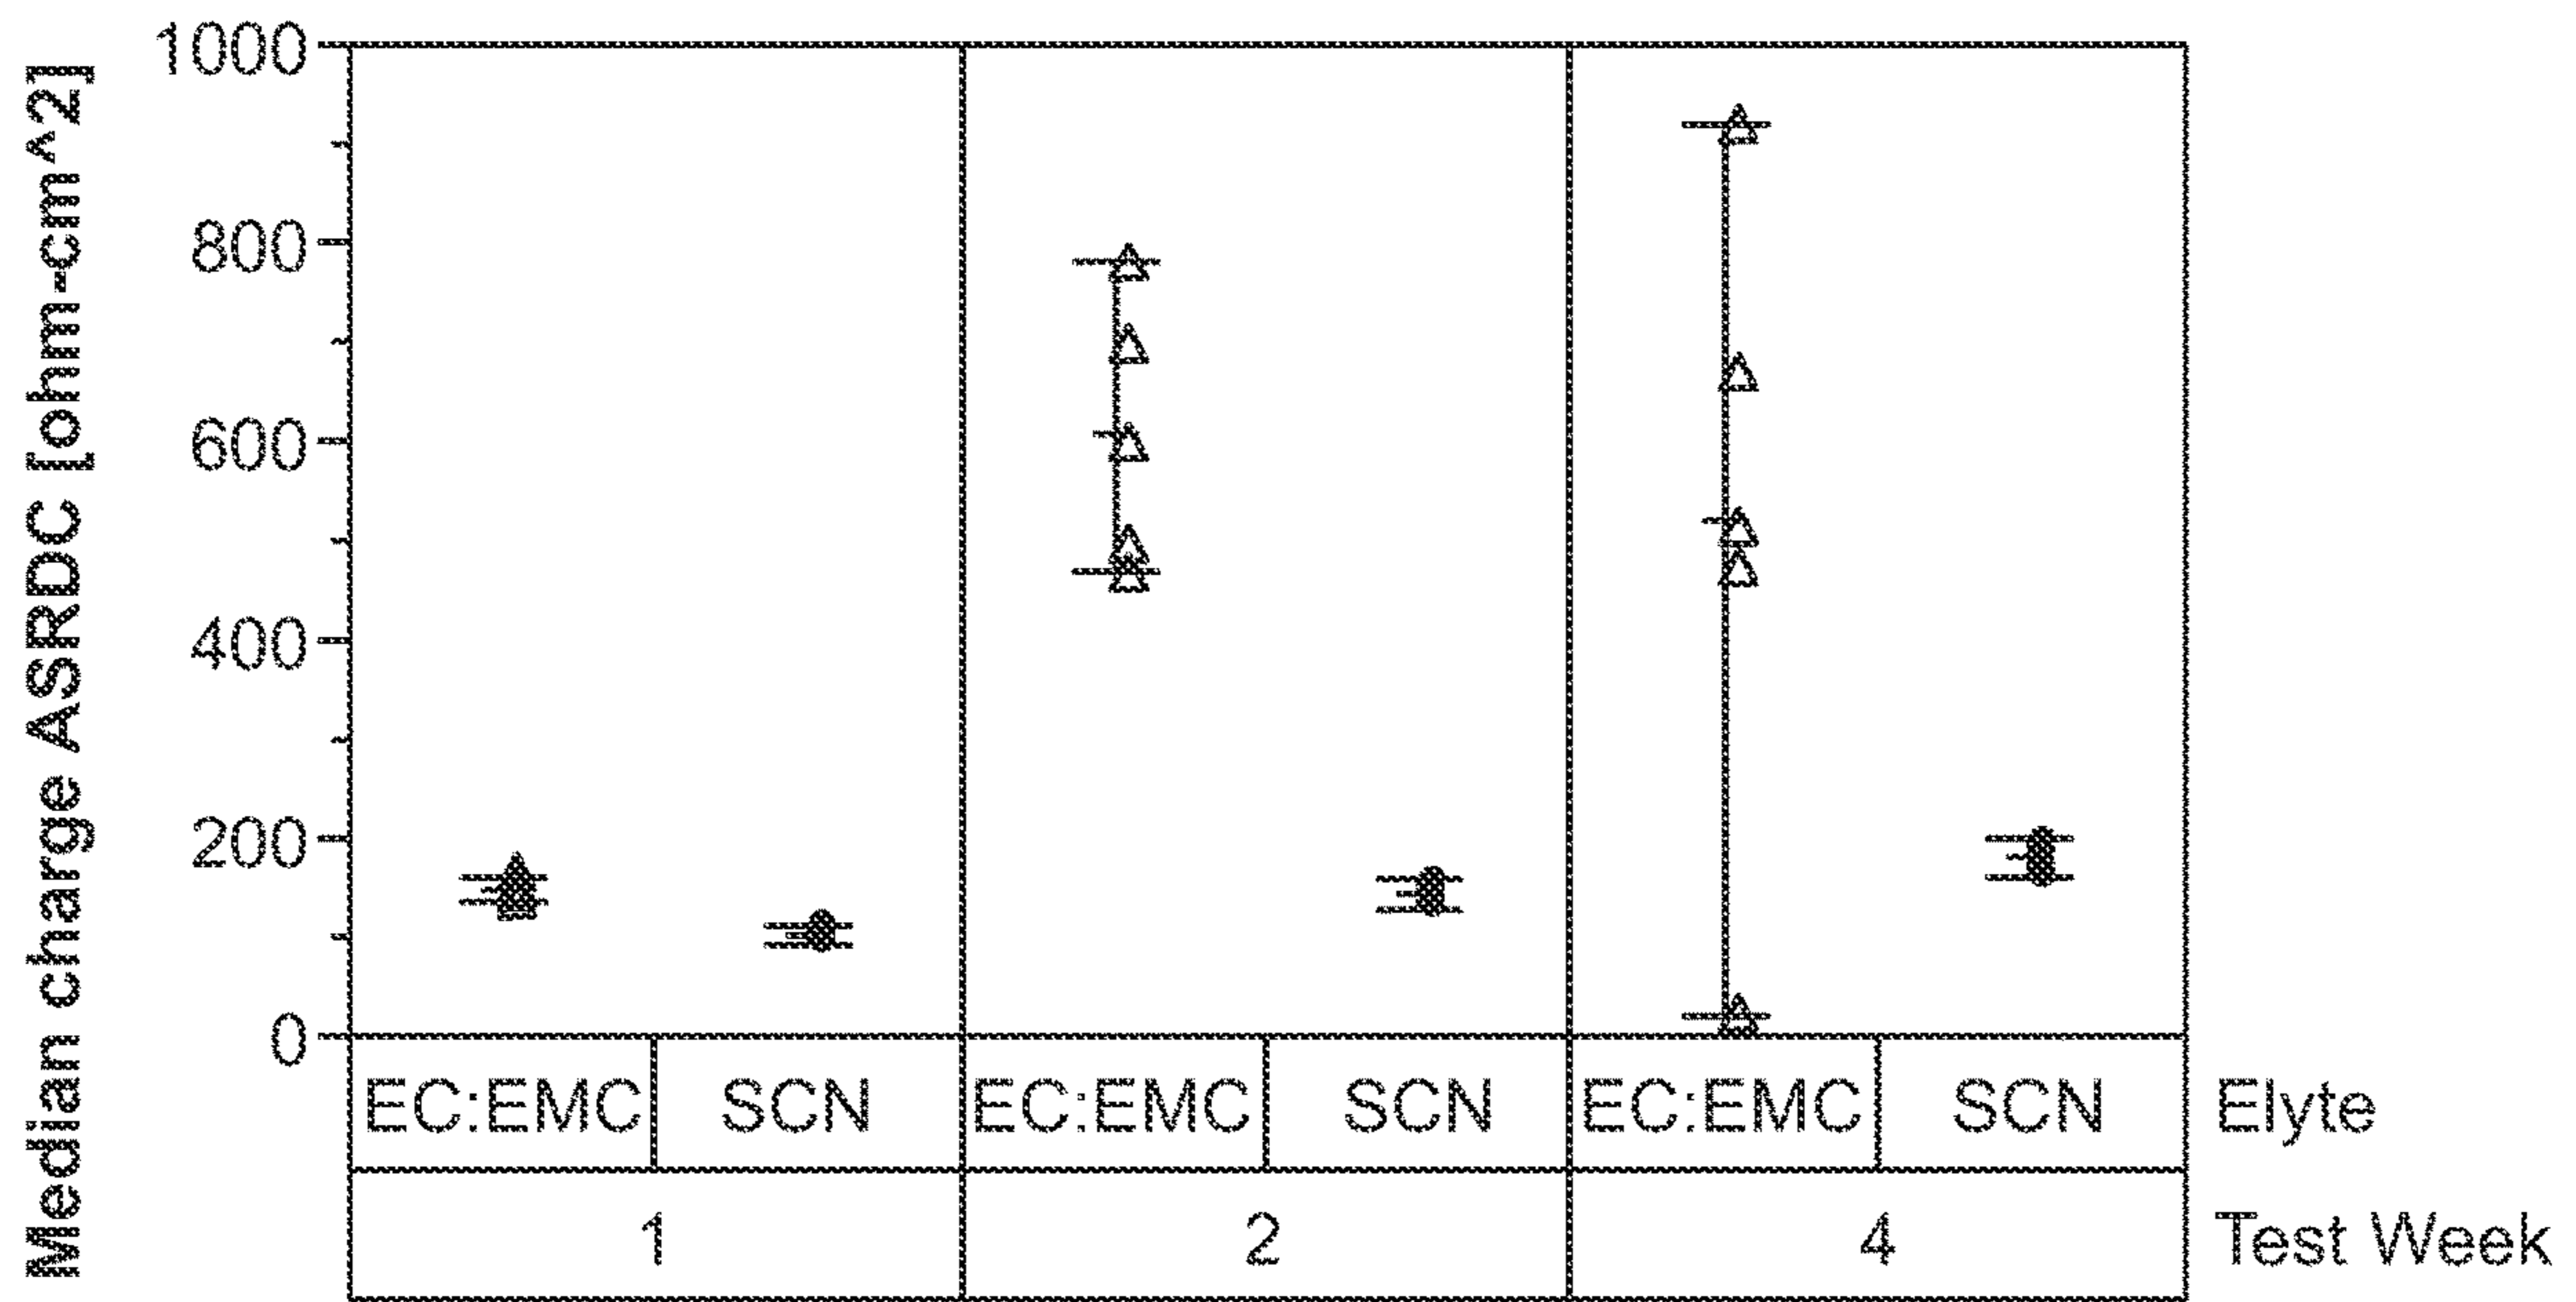 Median charge ASRDC [ohm-cm^2]
1000
800
600
400
200
0
EC:EMC SCN EC:EMC SCN EC:EMC SCN Elyte
1 2 4 Test Week